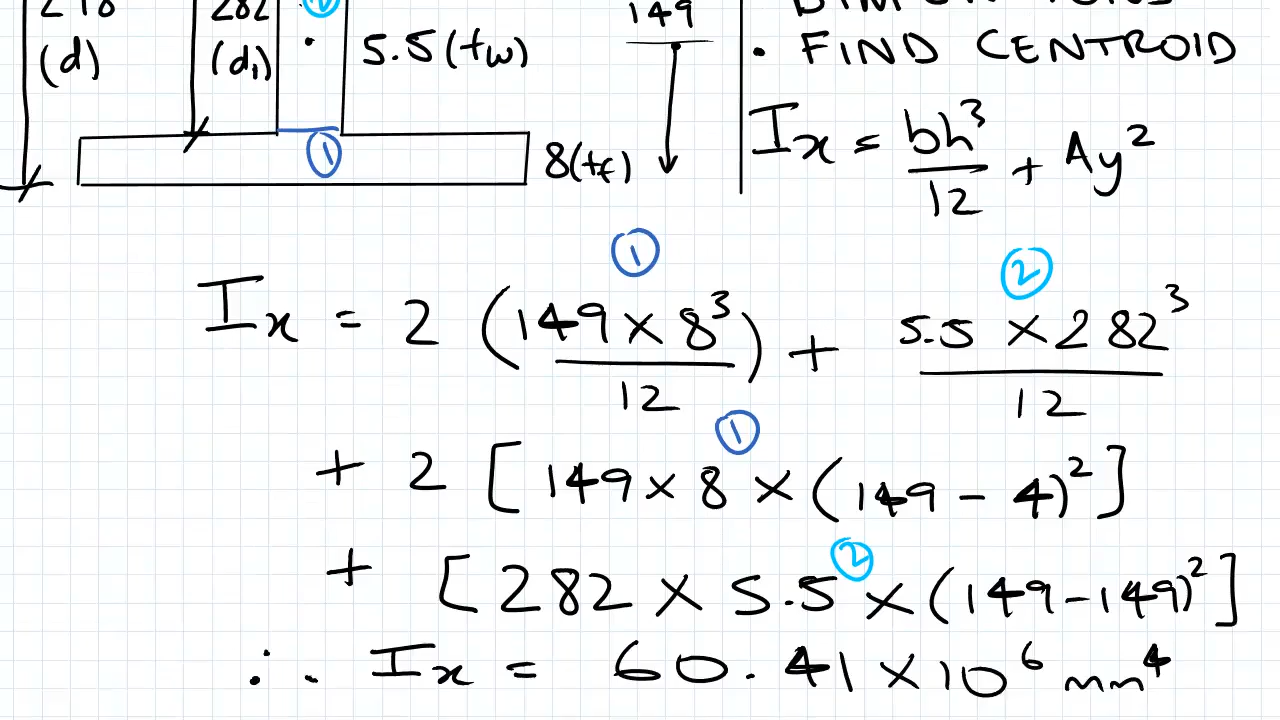 282
149
(d)
(d₁)
5.5 (tw)
• FIND CENTROID
①
8(tf)
Ix = bh³/12 + Ay²
① ②
Ix = 2 (149 × 8³/12) + 5.5 × 282³/12
①
+ 2 [149 × 8 × (149 - 4)²]
②
+ [282 × 5.5 × (149 - 149)²]
∴ Ix = 60.41 × 10⁶ mm⁴